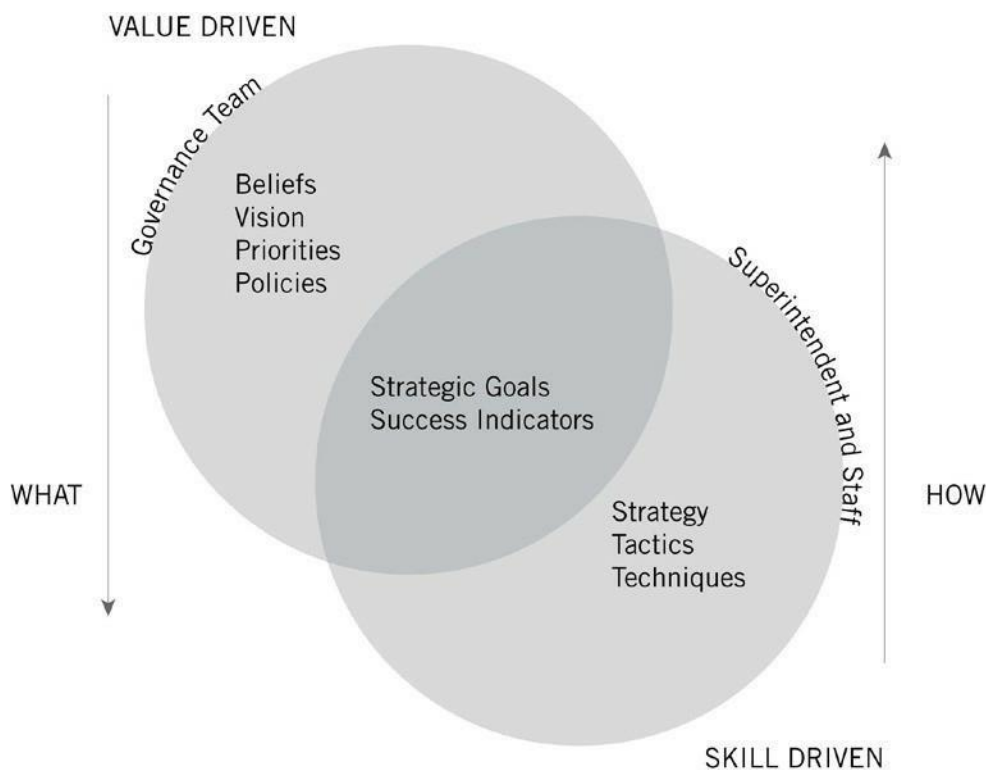 VALUE DRIVEN
Governance Team
Beliefs
Vision
Priorities
Policies
Superintendent and Staff
Strategic Goals
Success Indicators
WHAT
HOW
Strategy
Tactics
Techniques
SKILL DRIVEN